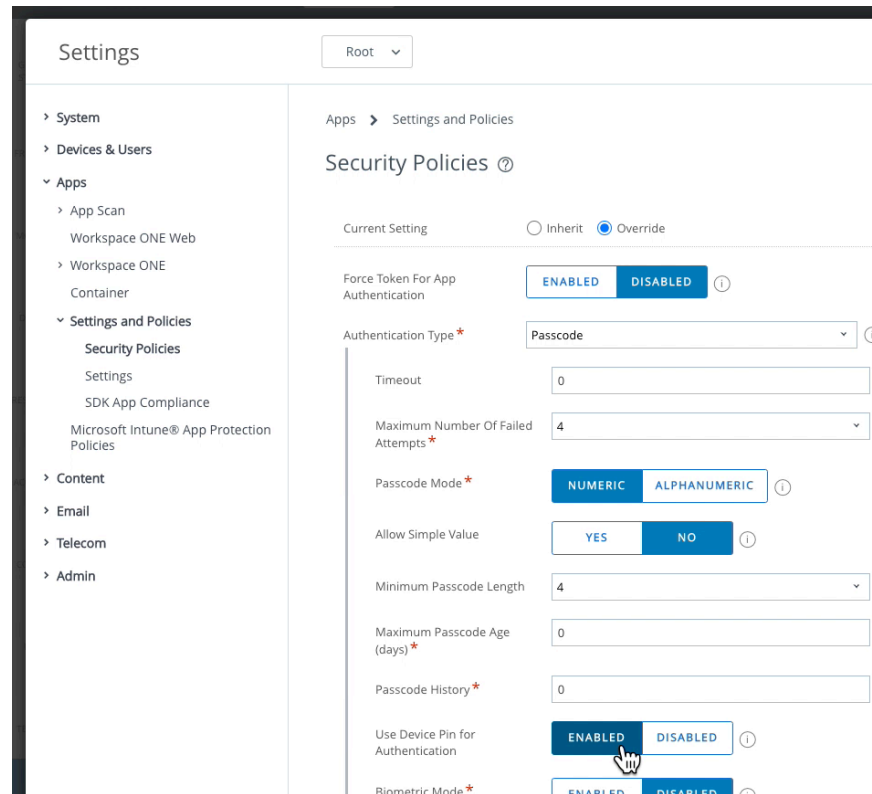 Settings
Root
System
Devices & Users
Apps
App Scan
Workspace ONE Web
Workspace ONE
Container
Settings and Policies
Security Policies
Settings
SDK App Compliance
Microsoft Intune® App Protection
Policies
Content
Email
Telecom
Admin
Apps > Settings and Policies
Security Policies
Current Setting Inherit Override
Force Token For App
Authentication
ENABLED DISABLED
Authentication Type * Passcode
Timeout 0
Maximum Number Of Failed
Attempts *
4
Passcode Mode * NUMERIC ALPHANUMERIC
Allow Simple Value YES NO
Minimum Passcode Length 4
Maximum Passcode Age
(days) *
0
Passcode History * 0
Use Device Pin for
Authentication
ENABLED DISABLED
Biometric Mode * ENABLED DISABLED